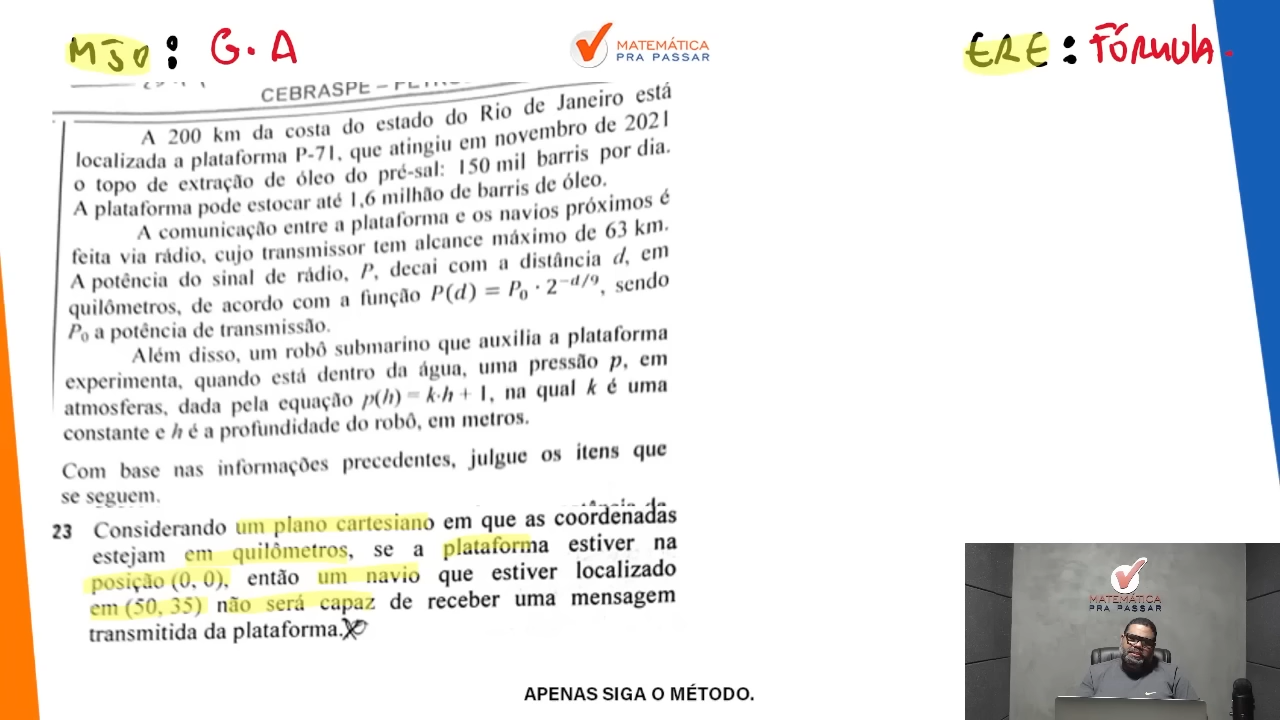 MJO: G.A
MATEMÁTICA
PRA PASSAR
ERE: FÓRMULA.
CEBRASPE –
A 200 km da costa do estado do Rio de Janeiro está
localizada a plataforma P-71, que atingiu em novembro de 2021
o topo de extração de óleo do pré-sal: 150 mil barris por dia.
A plataforma pode estocar até 1,6 milhão de barris de óleo.
A comunicação entre a plataforma e os navios próximos é
feita via rádio, cujo transmissor tem alcance máximo de 63 km.
A potência do sinal de rádio, P, decai com a distância d, em
quilômetros, de acordo com a função P(d) = P₀ · 2^{-d/9}, sendo
P₀ a potência de transmissão.
Além disso, um robô submarino que auxilia a plataforma
experimenta, quando está dentro da água, uma pressão p, em
atmosferas, dada pela equação p(h) = k·h + 1, na qual k é uma
constante e h é a profundidade do robô, em metros.
Com base nas informações precedentes, julgue os itens que
se seguem.
23 Considerando um plano cartesiano em que as coordenadas
estejam em quilômetros, se a plataforma estiver na
posição (0, 0), então um navio que estiver localizado
em (50, 35) não será capaz de receber uma mensagem
transmitida da plataforma.
MATEMÁTICA
PRA PASSAR
APENAS SIGA O MÉTODO.